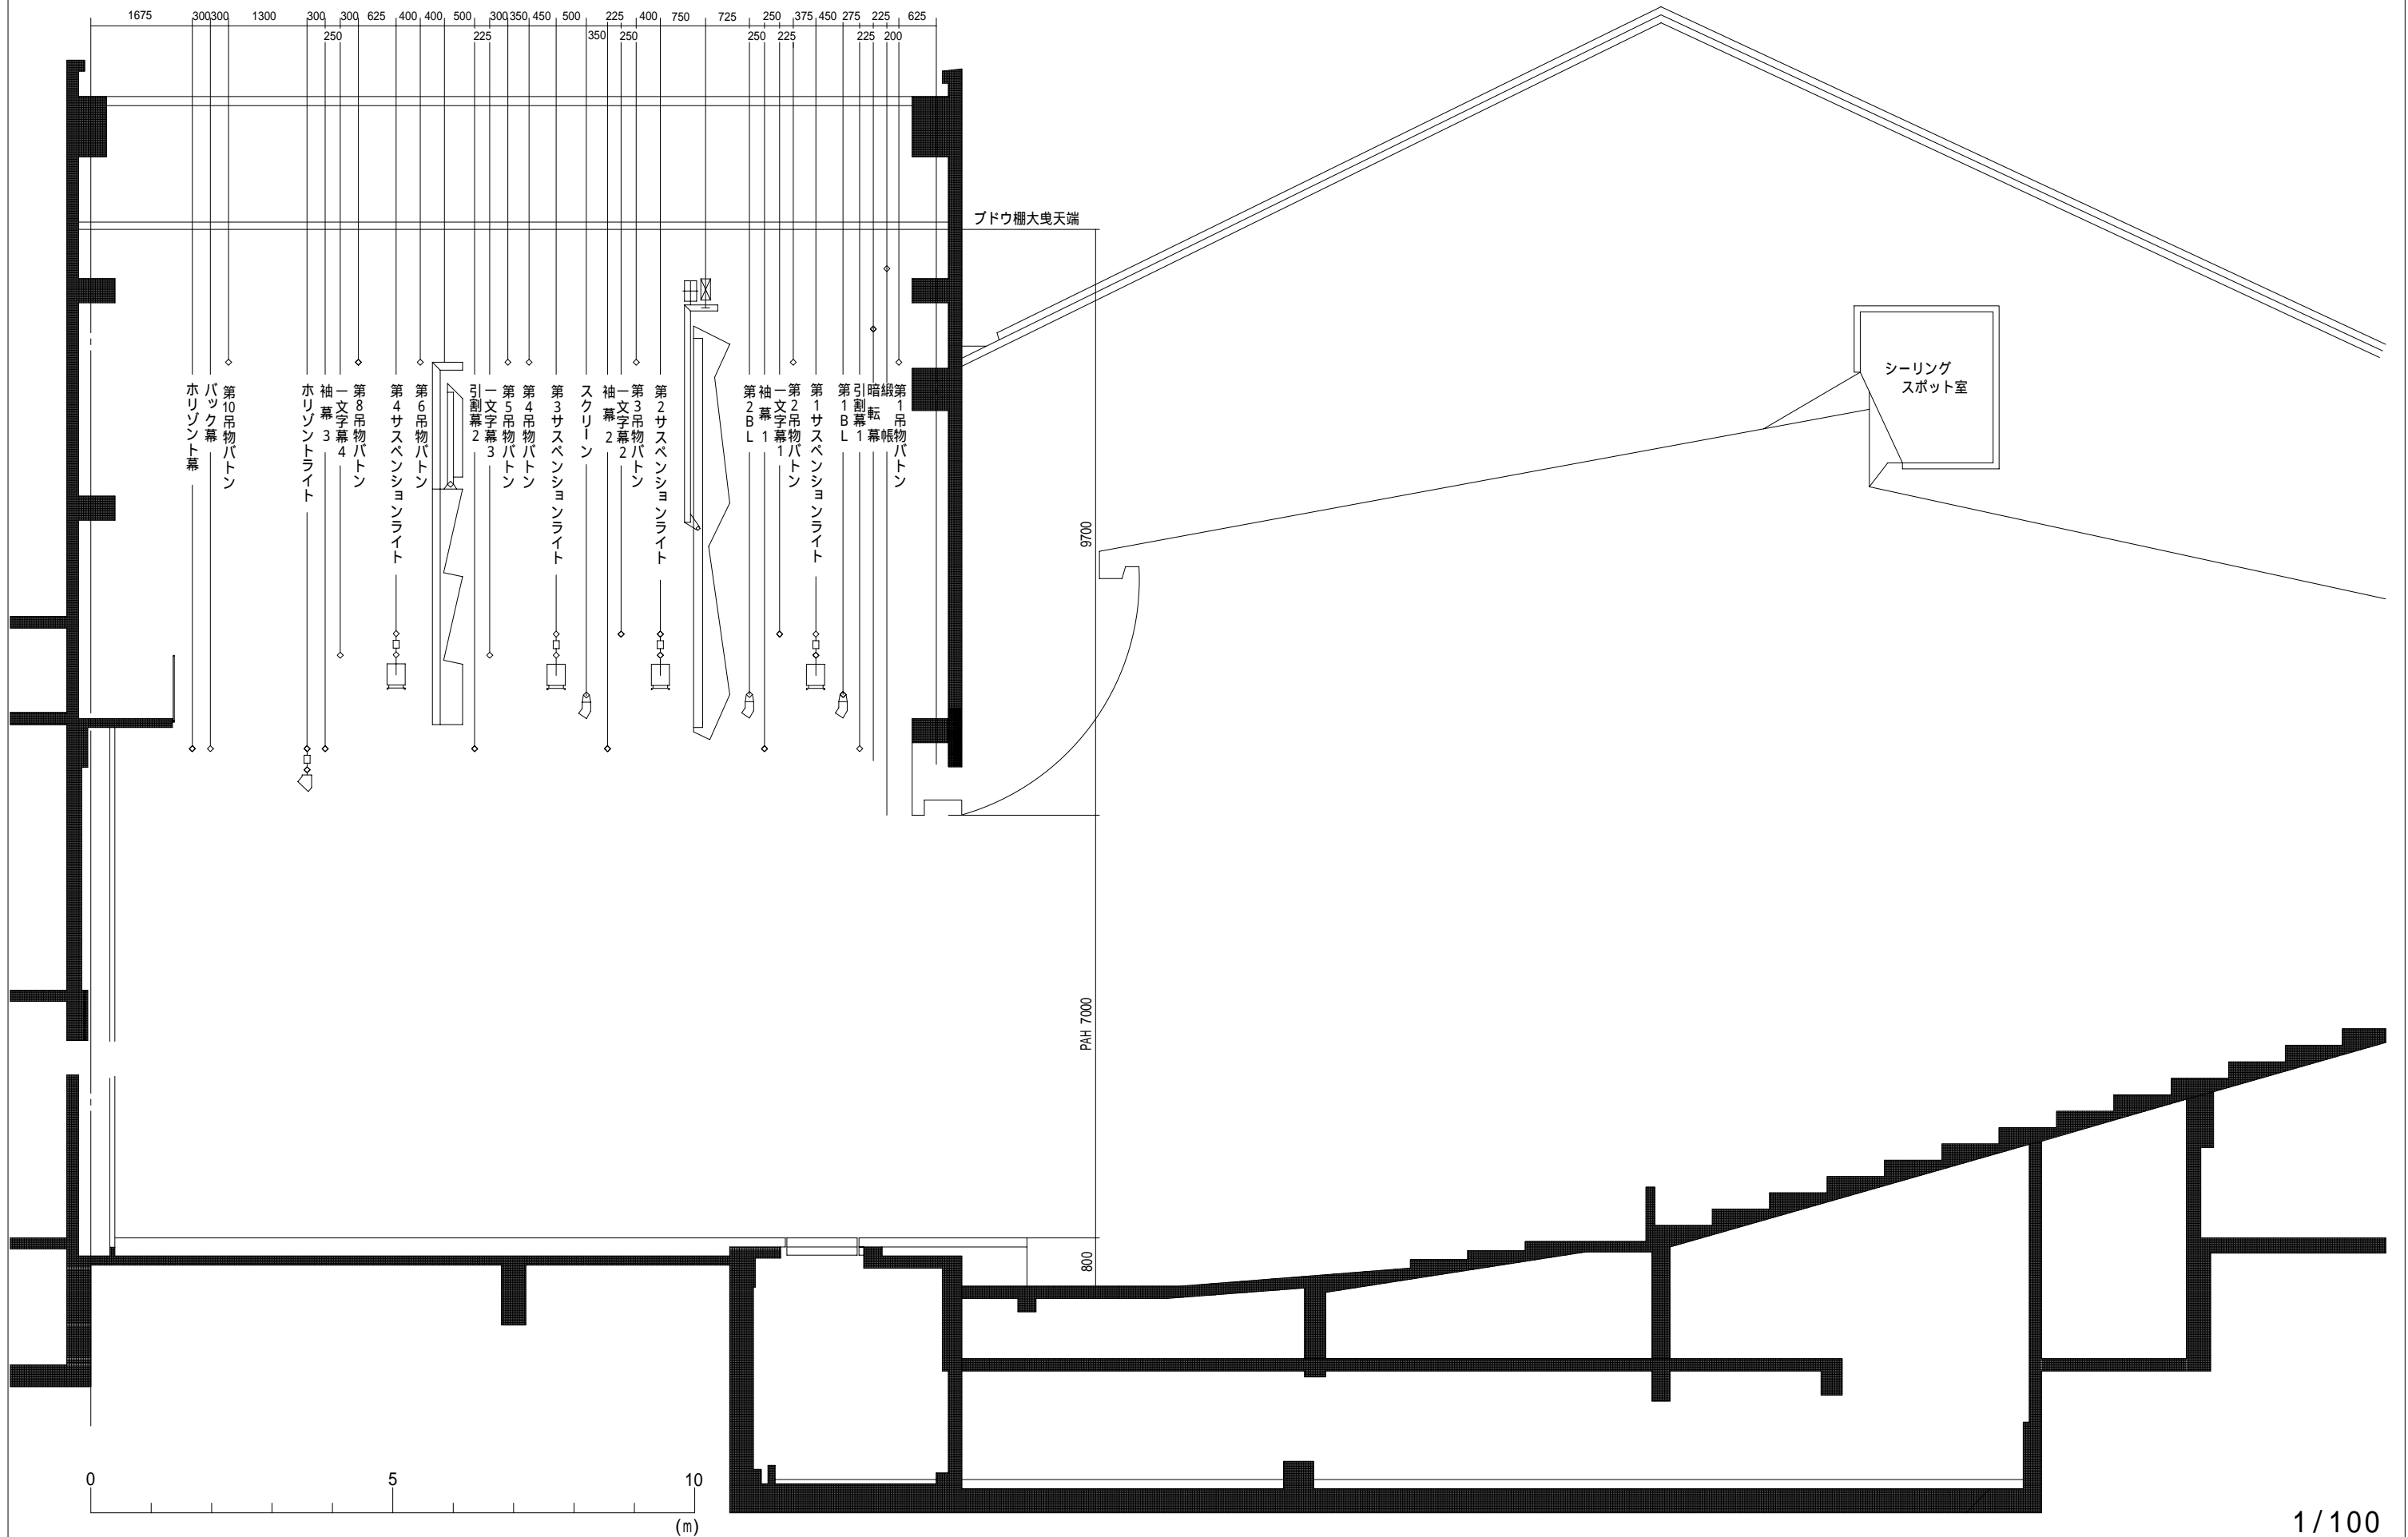 1675 300 300 1300 300 300 625 400 400 500 300 350 450 500 225 400 750 725 250 375 450 275 225 625
250 225 350 250 250 225 225 200
ブドウ棚大曳天端
シーリング
スポット室
ホリゾント幕
バック幕
第10吊物バトン
ホリゾントライト
袖幕3
一文字幕4
第8吊物バトン
第4サスペンションライト
第6吊物バトン
引割幕2
一文字幕3
第5吊物バトン
第4吊物バトン
第3サスペンションライト
スクリーン
袖幕2
一文字幕2
第3吊物バトン
第2サスペンションライト
第2BL
袖幕1
一文字幕1
第2吊物バトン
第1サスペンションライト
第1BL
引割幕1
暗転幕
緞帳
第1吊物バトン
9700
PAH 7000
800
0 5 10
(m)
1/100